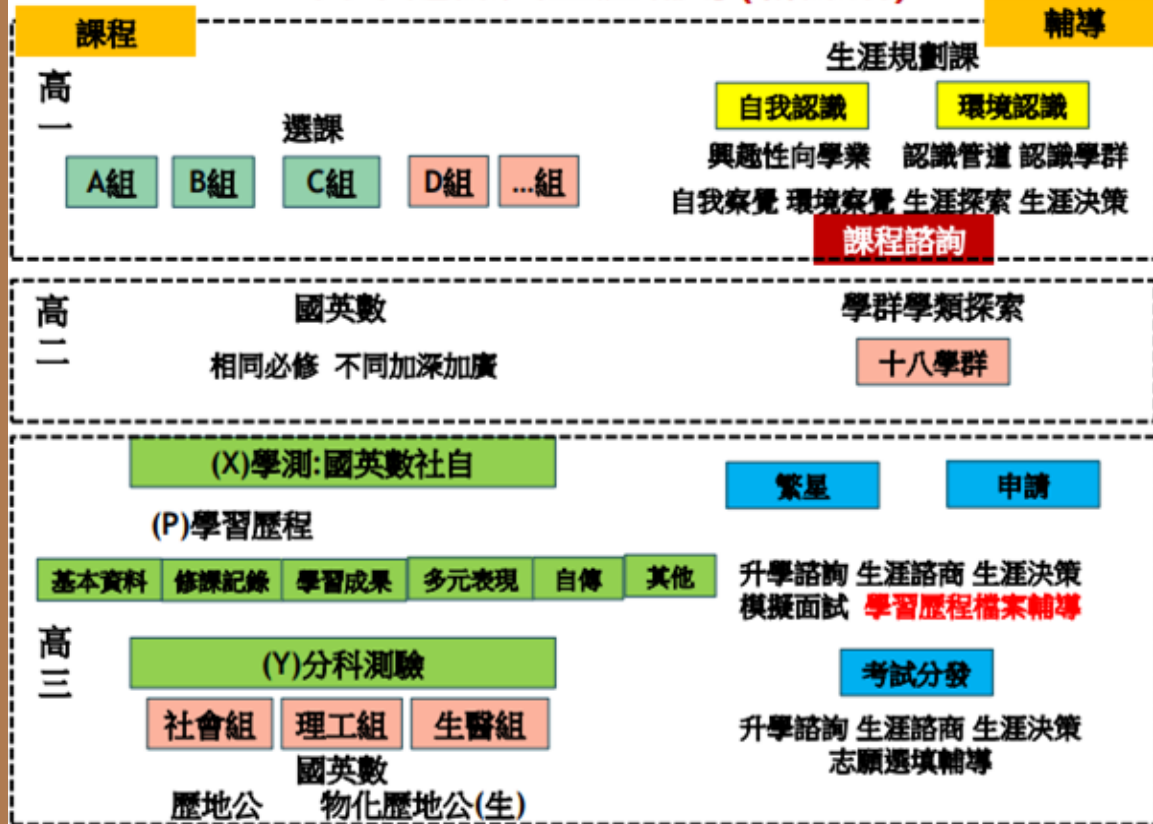 課程
輔導
高一
選課
A組 B組 C組 D組 ...組
生涯規劃課
自我認識 環境認識
興趣性向學業 認識管道 認識學群
自我察覺 環境察覺 生涯探索 生涯決策
課程諮詢
高二
國英數
相同必修 不同加深加廣
學群學類探索
十八學群
高三
(X)學測:國英數社自
(P)學習歷程
基本資料 修課記錄 學習成果 多元表現 自傳 其他
(Y)分科測驗
社會組 理工組 生醫組
國英數
歷地公 物化歷地公(生)
繁星 申請
升學諮詢 生涯諮商 生涯決策
模擬面試 學習歷程檔案輔導
考試分發
升學諮詢 生涯諮商 生涯決策
志願選填輔導